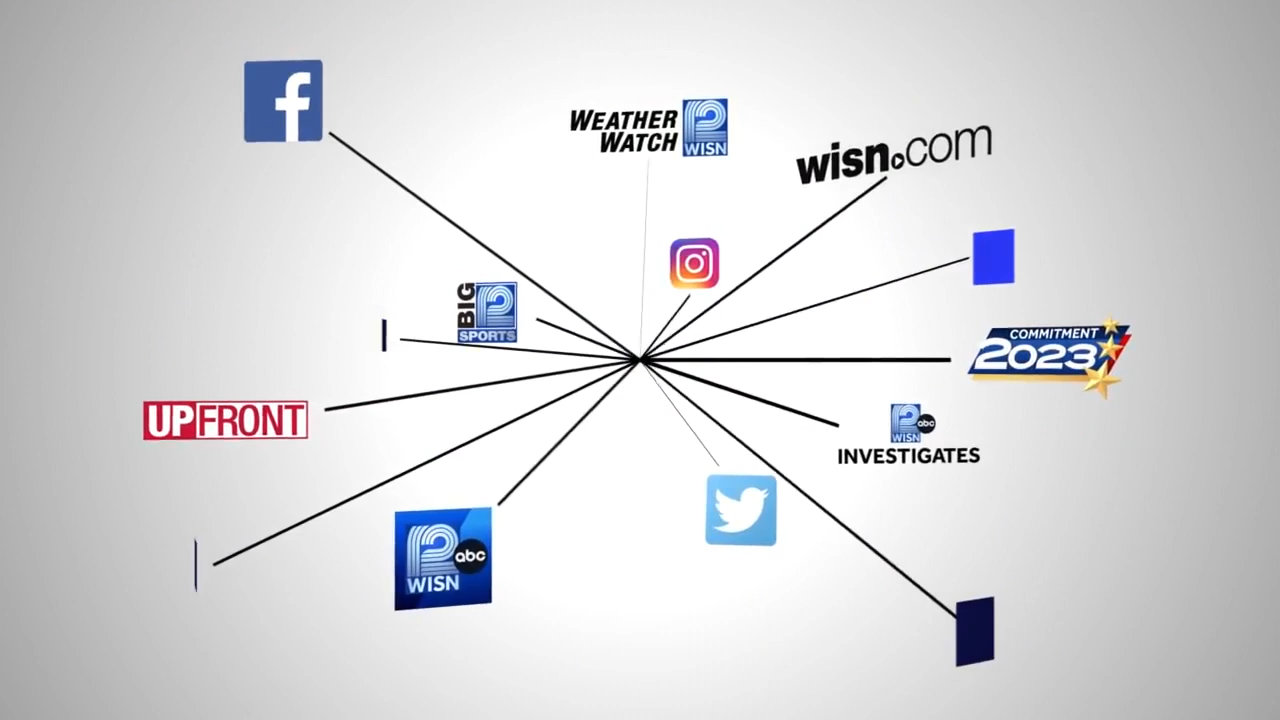 f
WEATHER
WATCH
12
WISN
wisn.com
BIG
12
SPORTS
COMMITMENT
2023
UPFRONT
12
abc
WISN
INVESTIGATES
12
abc
WISN